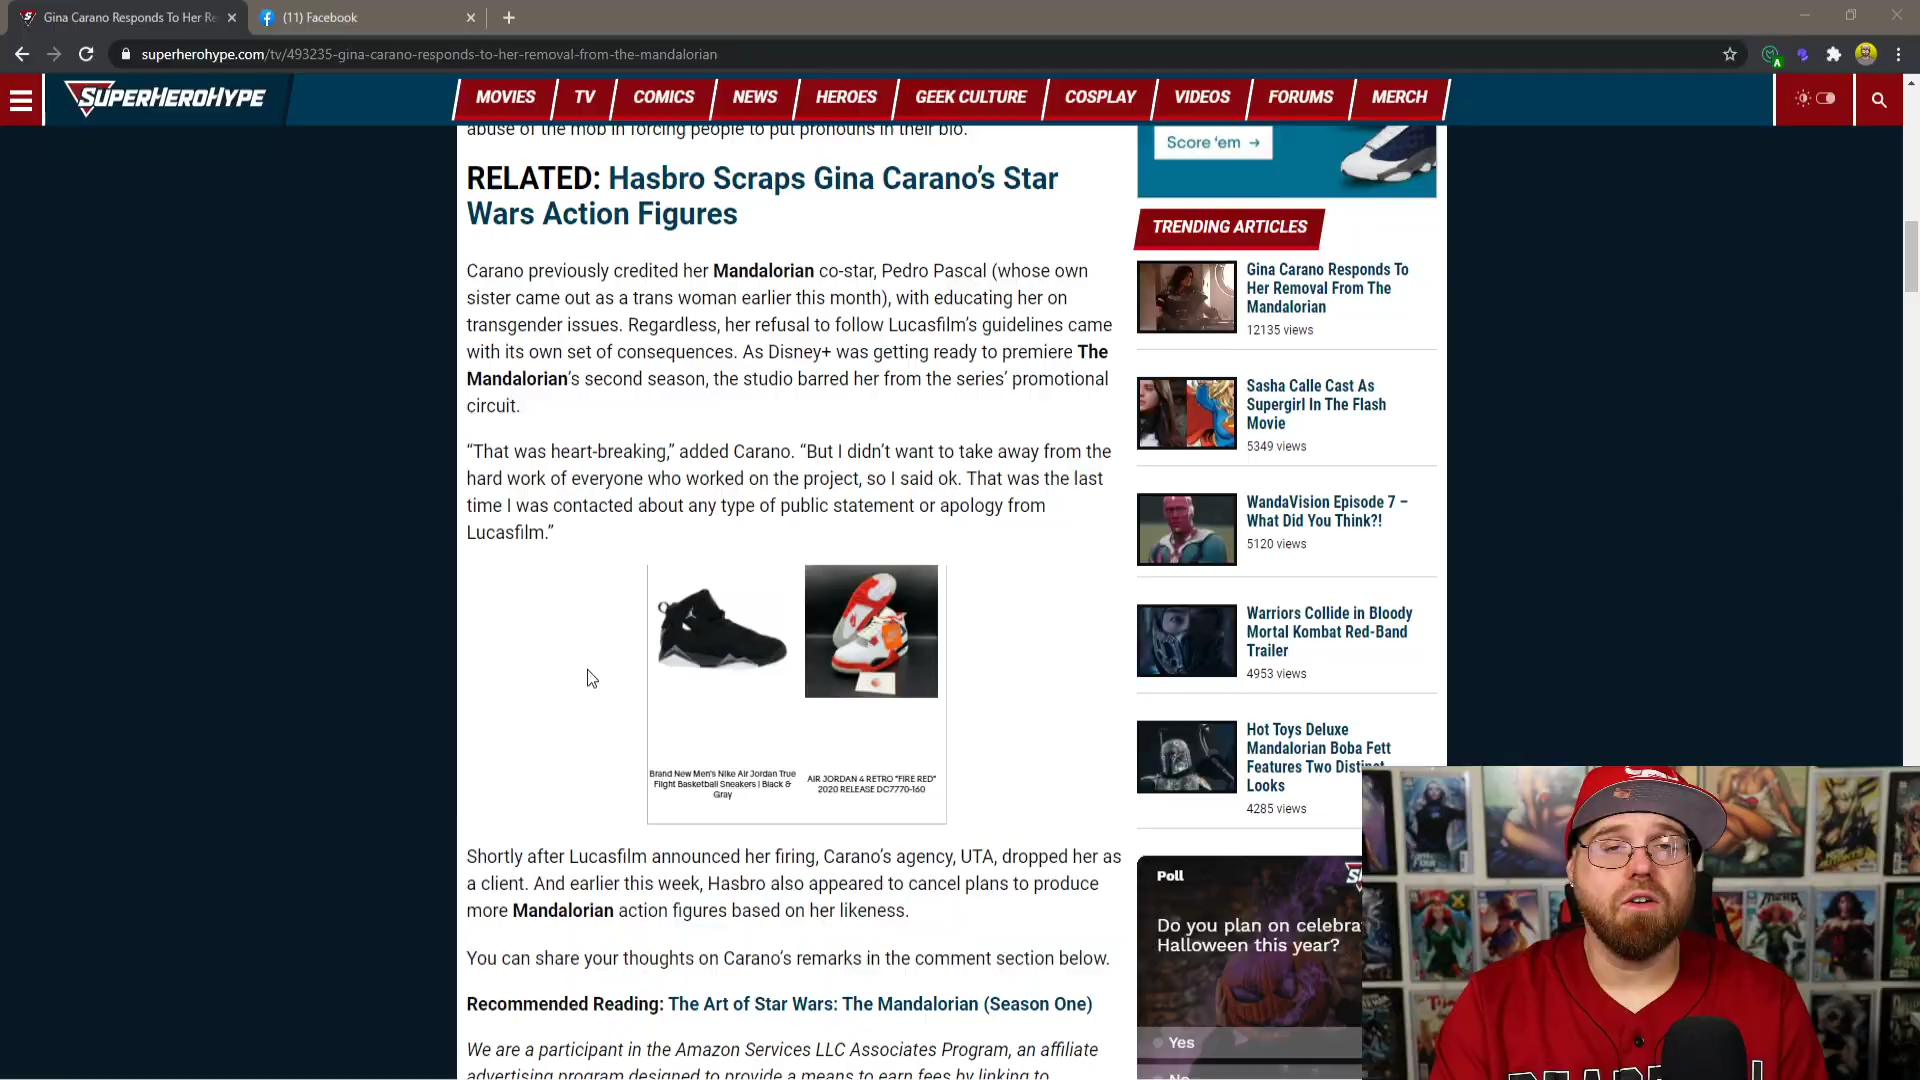 Gina Carano Responds To Her Re
(11) Facebook
superherohype.com/tv/493235-gina-carano-responds-to-her-removal-from-the-mandalorian
SUPERHEROHYPE
MOVIES
TV
COMICS
NEWS
HEROES
GEEK CULTURE
COSPLAY
VIDEOS
FORUMS
MERCH
abuse of the mob in forcing people to put pronouns in their bio.
RELATED: Hasbro Scraps Gina Carano’s Star
Wars Action Figures
Carano previously credited her Mandalorian co-star, Pedro Pascal (whose own
sister came out as a trans woman earlier this month), with educating her on
transgender issues. Regardless, her refusal to follow Lucasfilm’s guidelines came
with its own set of consequences. As Disney+ was getting ready to premiere The
Mandalorian’s second season, the studio barred her from the series’ promotional
circuit.
“That was heart-breaking,” added Carano. “But I didn’t want to take away from the
hard work of everyone who worked on the project, so I said ok. That was the last
time I was contacted about any type of public statement or apology from
Lucasfilm.”
Brand New Men's Nike Air Jordan True
Flight Basketball Sneakers | Black &
Gray
AIR JORDAN 4 RETRO "FIRE RED"
2020 RELEASE DC7770-160
Shortly after Lucasfilm announced her firing, Carano’s agency, UTA, dropped her as
a client. And earlier this week, Hasbro also appeared to cancel plans to produce
more Mandalorian action figures based on her likeness.
You can share your thoughts on Carano’s remarks in the comment section below.
Recommended Reading: The Art of Star Wars: The Mandalorian (Season One)
We are a participant in the Amazon Services LLC Associates Program, an affiliate
advertising program designed to provide a means to earn fees by linking to
Score ‘em →
TRENDING ARTICLES
Gina Carano Responds To
Her Removal From The
Mandalorian
12135 views
Sasha Calle Cast As
Supergirl In The Flash
Movie
5349 views
WandaVision Episode 7 –
What Did You Think?!
5120 views
Warriors Collide in Bloody
Mortal Kombat Red-Band
Trailer
4953 views
Hot Toys Deluxe
Mandalorian Boba Fett
Features Two Distinct
Looks
4285 views
Poll
Do you plan on celebra
Halloween this year?
Yes
No